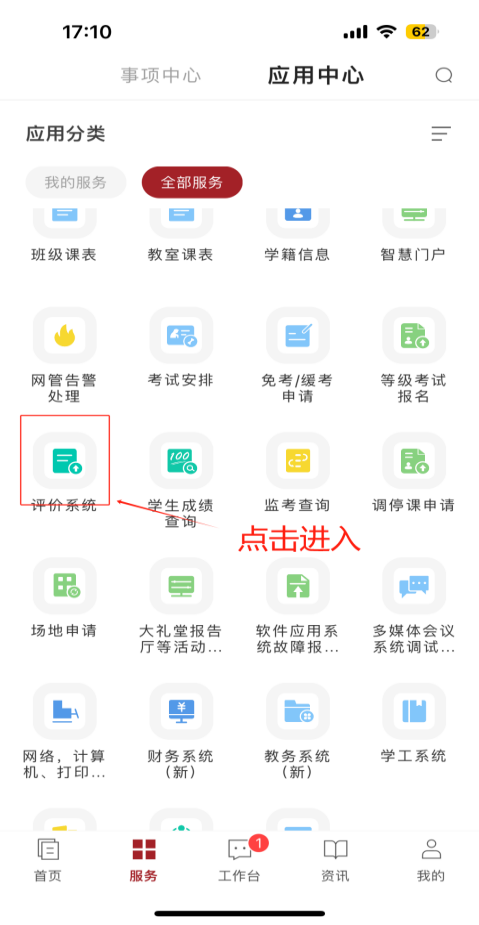 17:10
62
事项中心
应用中心
应用分类
我的服务
全部服务
班级课表
教室课表
学籍信息
智慧门户
网管告警
处理
考试安排
免考/缓考
申请
等级考试
报名
评价系统
100
学生成绩
查询
监考查询
调停课申请
点击进入
场地申请
大礼堂报告
厅等活动...
软件应用系
统故障报...
多媒体会议
系统调试...
网络，计算
机、打印...
¥
财务系统
（新）
教务系统
（新）
学工系统
首页
服务
1
工作台
资讯
我的